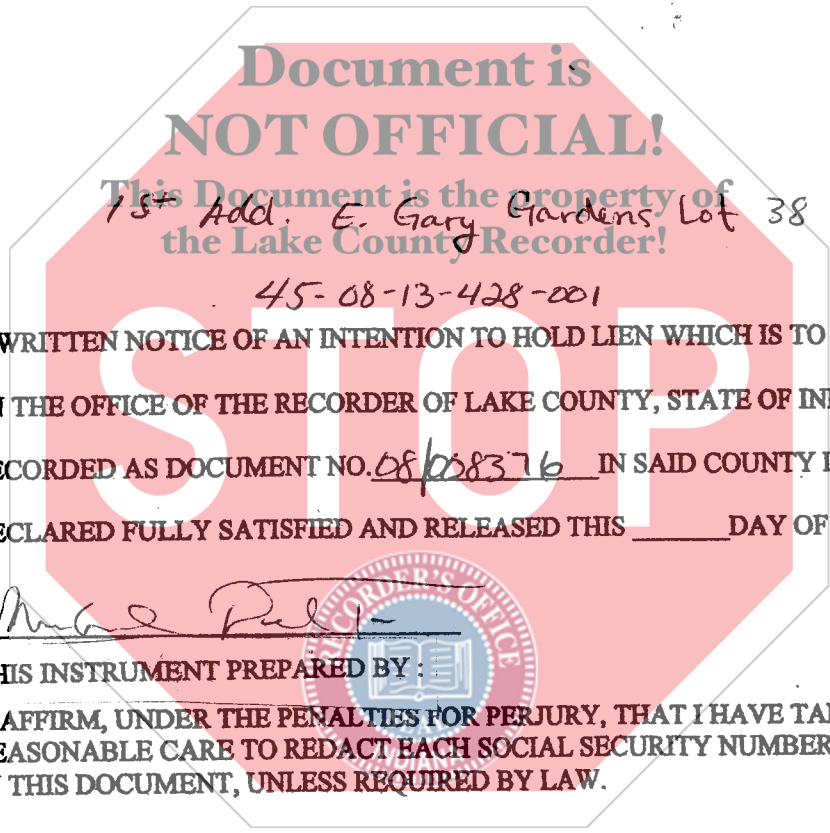 Document is
NOT OFFICIAL!
This Document is the property of
1st Add. E. Gary Gardens Lot 38
the Lake County Recorder!
45-08-13-428-001
STOP
WRITTEN NOTICE OF AN INTENTION TO HOLD LIEN WHICH IS TO
THE OFFICE OF THE RECORDER OF LAKE COUNTY, STATE OF IN
ECORDED AS DOCUMENT NO. 08/008376 IN SAID COUNTY
ECLARED FULLY SATISFIED AND RELEASED THIS ______ DAY OF
RECORDER'S OFFICE
HIS INSTRUMENT PREPARED BY :
AFFIRM, UNDER THE PENALTIES FOR PERJURY, THAT I HAVE TA
EASONABLE CARE TO REDACT EACH SOCIAL SECURITY NUMBER
THIS DOCUMENT, UNLESS REQUIRED BY LAW.